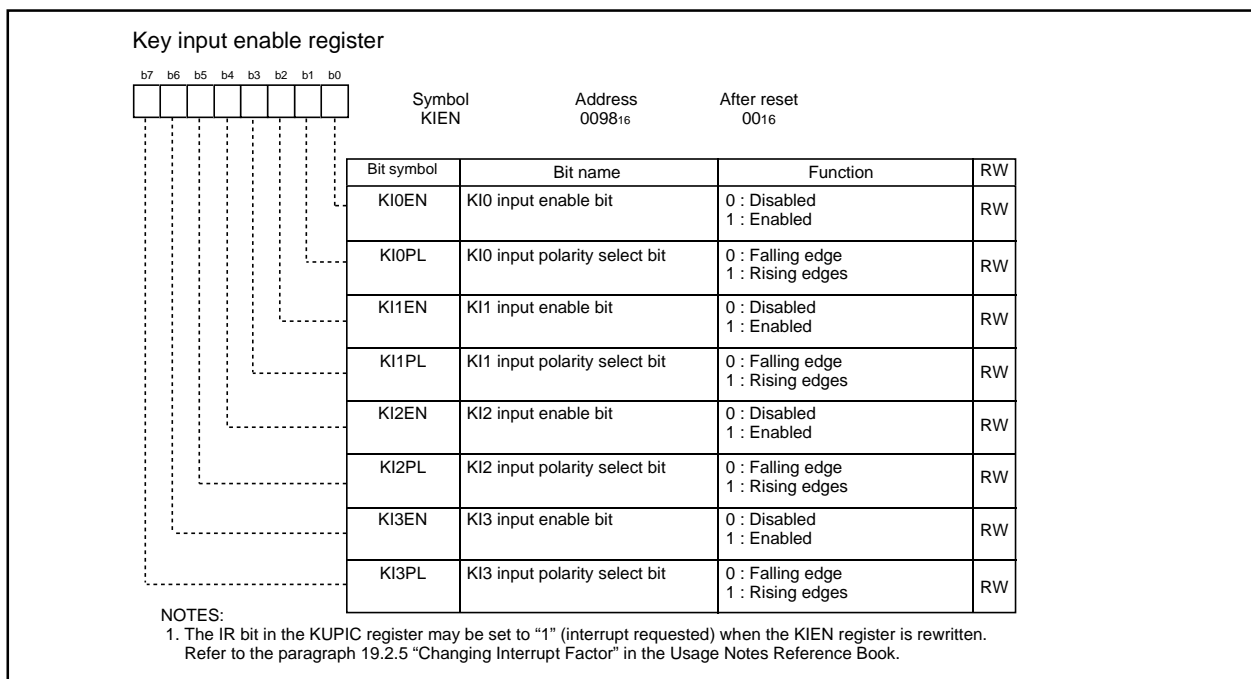 Key input enable register
b7 b6 b5 b4 b3 b2 b1 b0
Symbol Address After reset
KIEN 009816 0016
Bit symbol Bit name Function RW
KI0EN KI0 input enable bit 0 : Disabled
1 : Enabled RW
KI0PL KI0 input polarity select bit 0 : Falling edge
1 : Rising edges RW
KI1EN KI1 input enable bit 0 : Disabled
1 : Enabled RW
KI1PL KI1 input polarity select bit 0 : Falling edge
1 : Rising edges RW
KI2EN KI2 input enable bit 0 : Disabled
1 : Enabled RW
KI2PL KI2 input polarity select bit 0 : Falling edge
1 : Rising edges RW
KI3EN KI3 input enable bit 0 : Disabled
1 : Enabled RW
KI3PL KI3 input polarity select bit 0 : Falling edge
1 : Rising edges RW
NOTES:
1. The IR bit in the KUPIC register may be set to “1” (interrupt requested) when the KIEN register is rewritten.
Refer to the paragraph 19.2.5 “Changing Interrupt Factor” in the Usage Notes Reference Book.